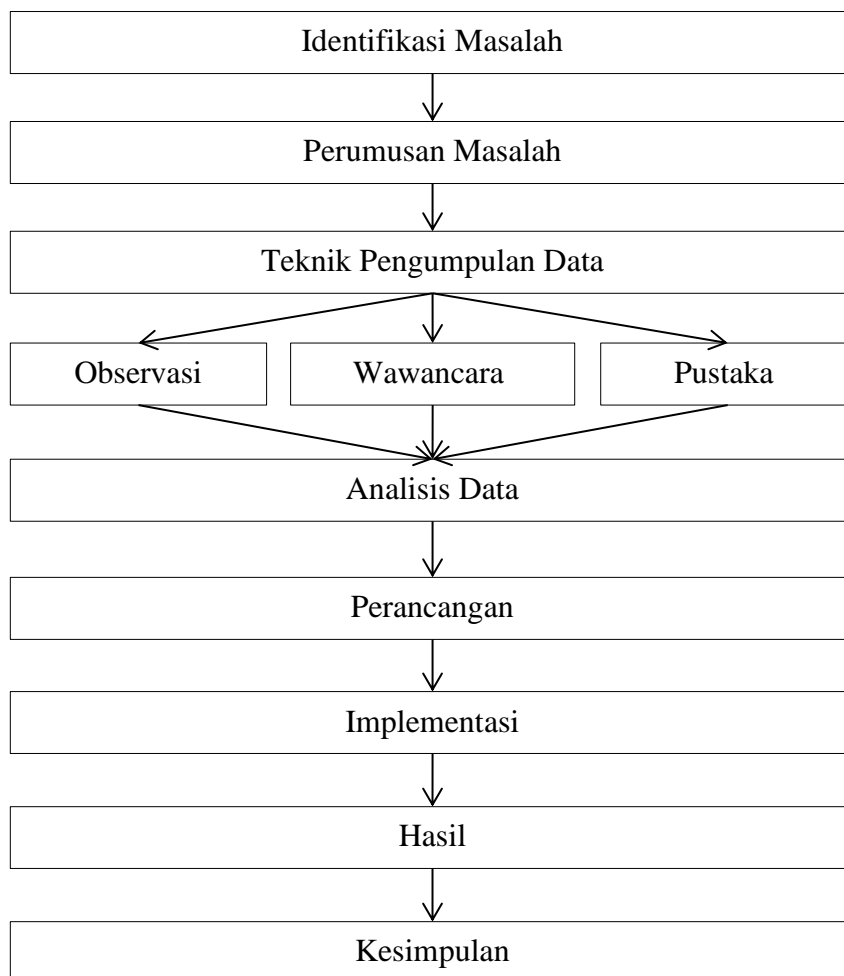 Identifikasi Masalah
Perumusan Masalah
Teknik Pengumpulan Data
Observasi
Wawancara
Pustaka
Analisis Data
Perancangan
Implementasi
Hasil
Kesimpulan